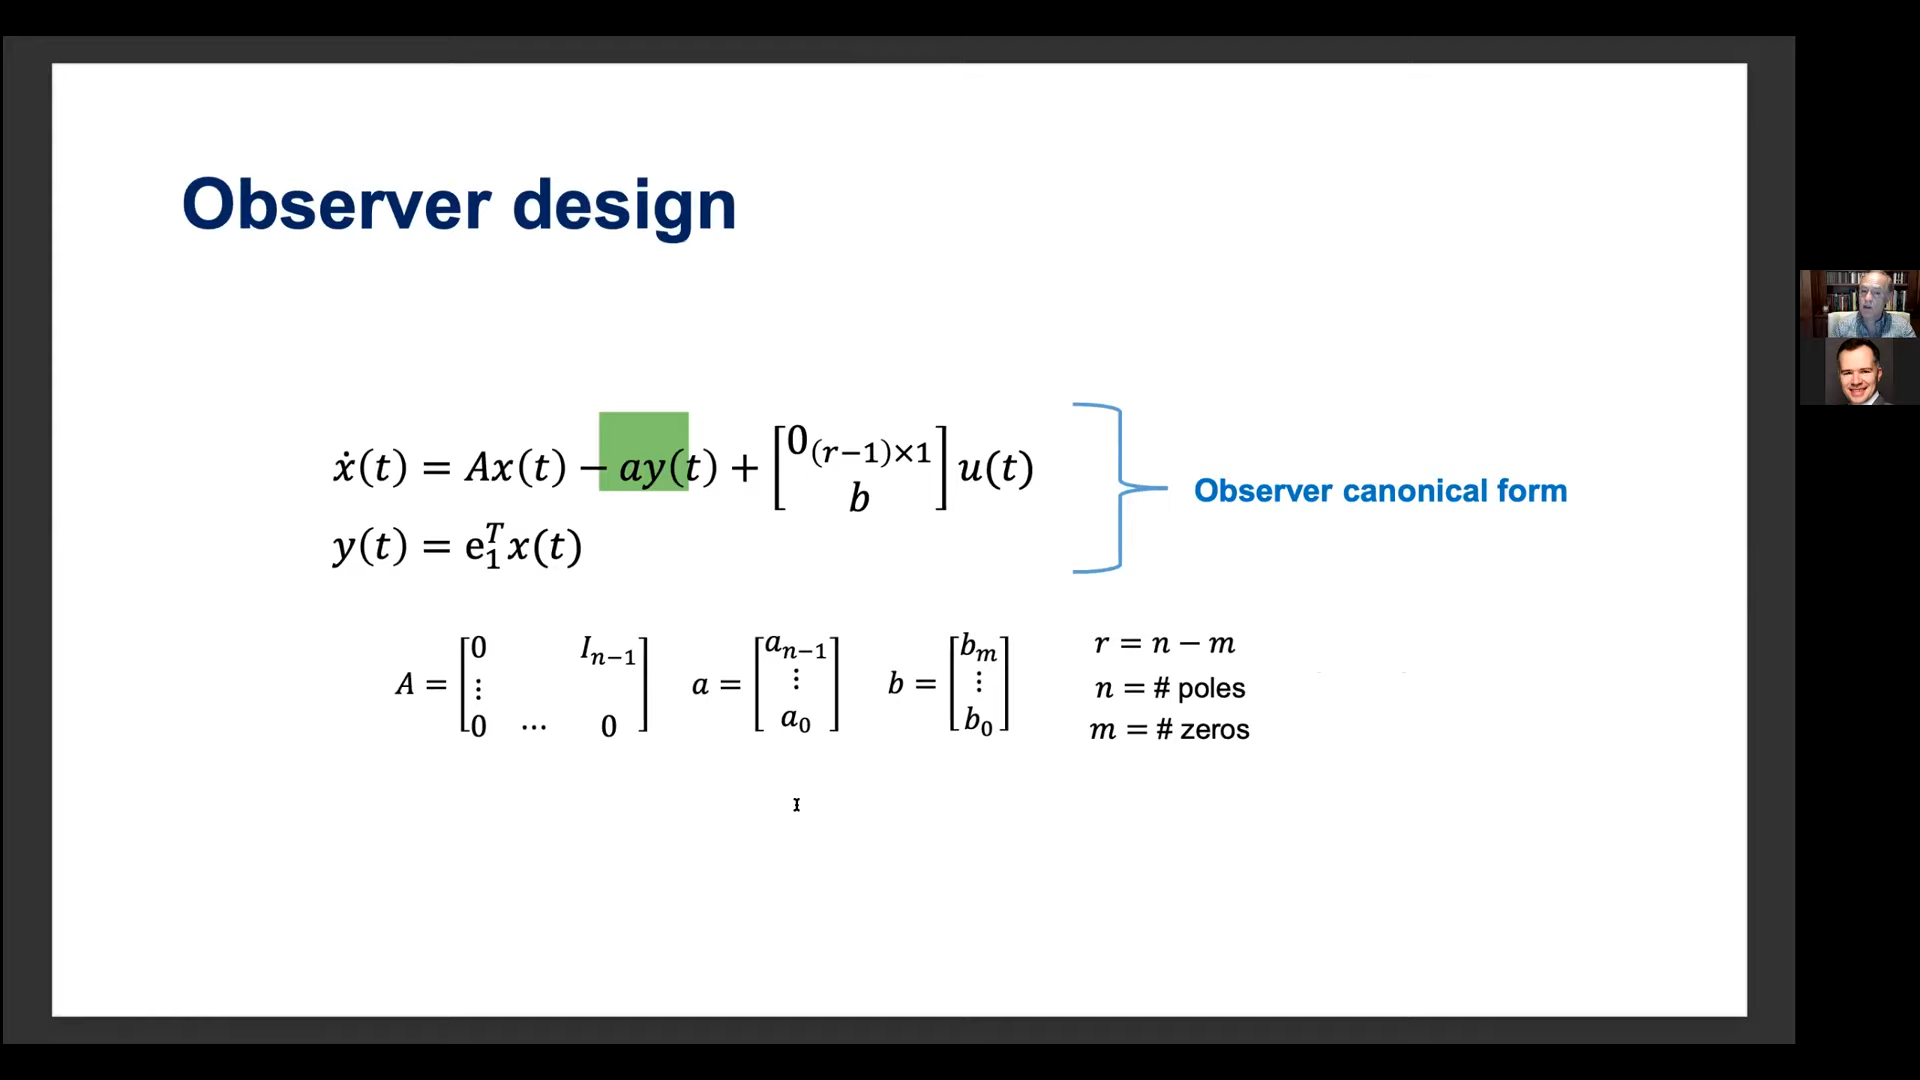 Observer design
ẋ(t) = Ax(t) − ay(t) + [0_{(r−1)×1} b] u(t)
y(t) = e₁ᵀx(t)
Observer canonical form
A = [0 I_{n−1} ⋮ 0 … 0] a = [a_{n−1} ⋮ a₀] b = [b_m ⋮ b₀]
r = n − m
n = # poles
m = # zeros